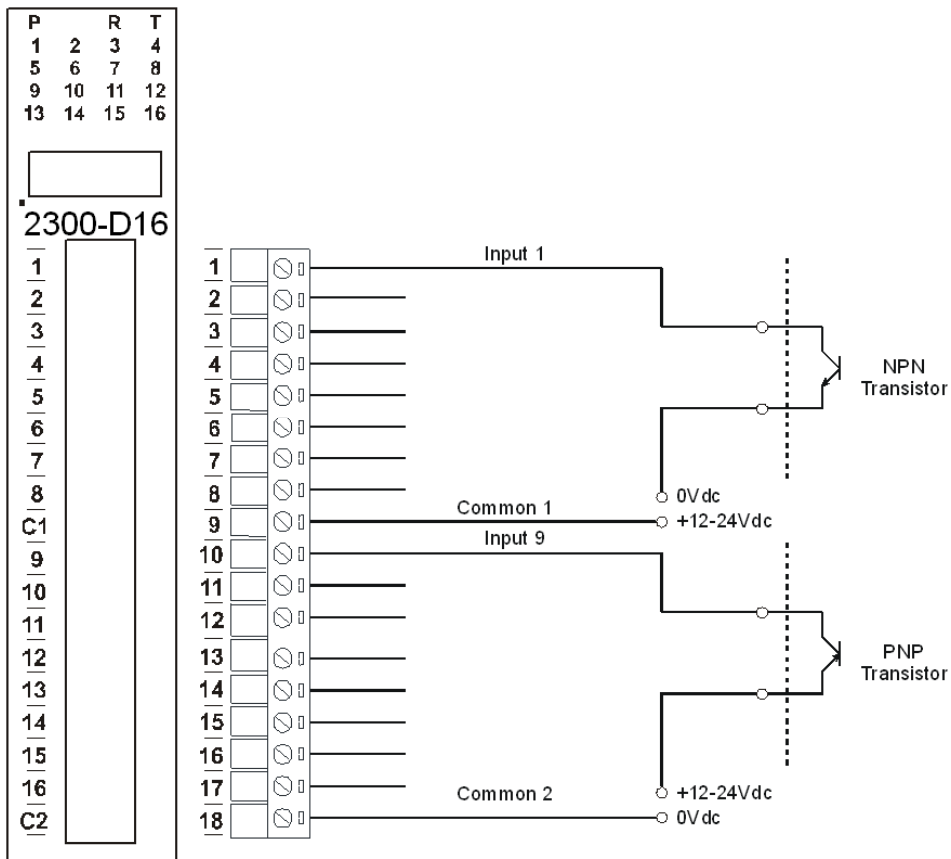 P R T
1 2 3 4
5 6 7 8
9 10 11 12
13 14 15 16
2300-D16
1
2
3
4
5
6
7
8
C1
9
10
11
12
13
14
15
16
C2
1
2
3
4
5
6
7
8
9
10
11
12
13
14
15
16
17
18
Input 1
NPN
Transistor
0Vdc
Common 1
+12-24Vdc
Input 9
PNP
Transistor
+12-24Vdc
Common 2
0Vdc